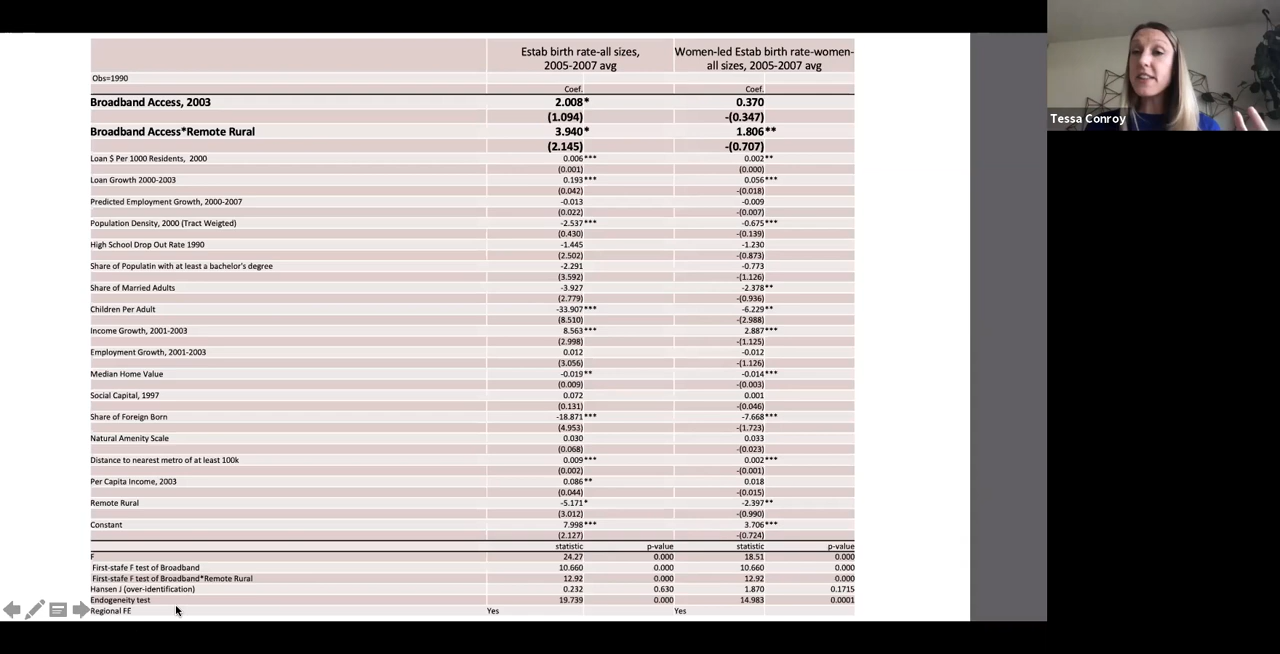 Estab birth rate-all sizes, 2005-2007 avg Women-led Estab birth rate-women-all sizes, 2005-2007 avg
Obs=1990
Coef. Coef.
Broadband Access, 2003 2.008* 0.370
(1.094) -(0.347)
Broadband Access*Remote Rural 3.940* 1.806**
(2.145) -(0.707)
Loan $ Per 1000 Residents, 2000 0.006*** 0.002**
(0.001) (0.000)
Loan Growth 2000-2003 0.193*** 0.056***
(0.042) -(0.018)
Predicted Employment Growth, 2000-2007 -0.013 -0.009
(0.022) -(0.007)
Population Density, 2000 (Tract Weigted) -2.537*** -0.675***
(0.430) -(0.139)
High School Drop Out Rate 1990 -1.445 -1.230
(2.502) -(0.873)
Share of Populatin with at least a bachelor's degree -2.291 -0.773
(3.592) -(1.126)
Share of Married Adults -3.927 -2.378**
(2.779) -(0.936)
Children Per Adult -33.907*** -6.229**
(8.510) -(2.988)
Income Growth, 2001-2003 8.563*** 2.887***
(2.998) -(1.125)
Employment Growth, 2001-2003 0.012 -0.012
(3.056) -(1.126)
Median Home Value -0.019** -0.014***
(0.009) -(0.003)
Social Capital, 1997 0.072 0.001
(0.131) -(0.046)
Share of Foreign Born -18.871*** -7.668***
(4.953) -(1.723)
Natural Amenity Scale 0.030 0.033
(0.068) -(0.023)
Distance to nearest metro of at least 100k 0.009*** 0.002***
(0.002) -(0.001)
Per Capita Income, 2003 0.086** 0.018
(0.044) -(0.015)
Remote Rural -5.171* -2.397**
(3.012) -(0.990)
Constant 7.998*** 3.706***
(2.127) -(0.724)
statistic p-value statistic p-value
F 24.27 0.000 18.51 0.000
First-stafe F test of Broadband 10.660 0.000 10.660 0.000
First-stafe F test of Broadband*Remote Rural 12.92 0.000 12.92 0.000
Hansen J (over-identification) 0.232 0.630 1.870 0.1715
Endogeneity test 19.739 0.000 14.983 0.0001
Regional FE Yes Yes
Tessa Conroy